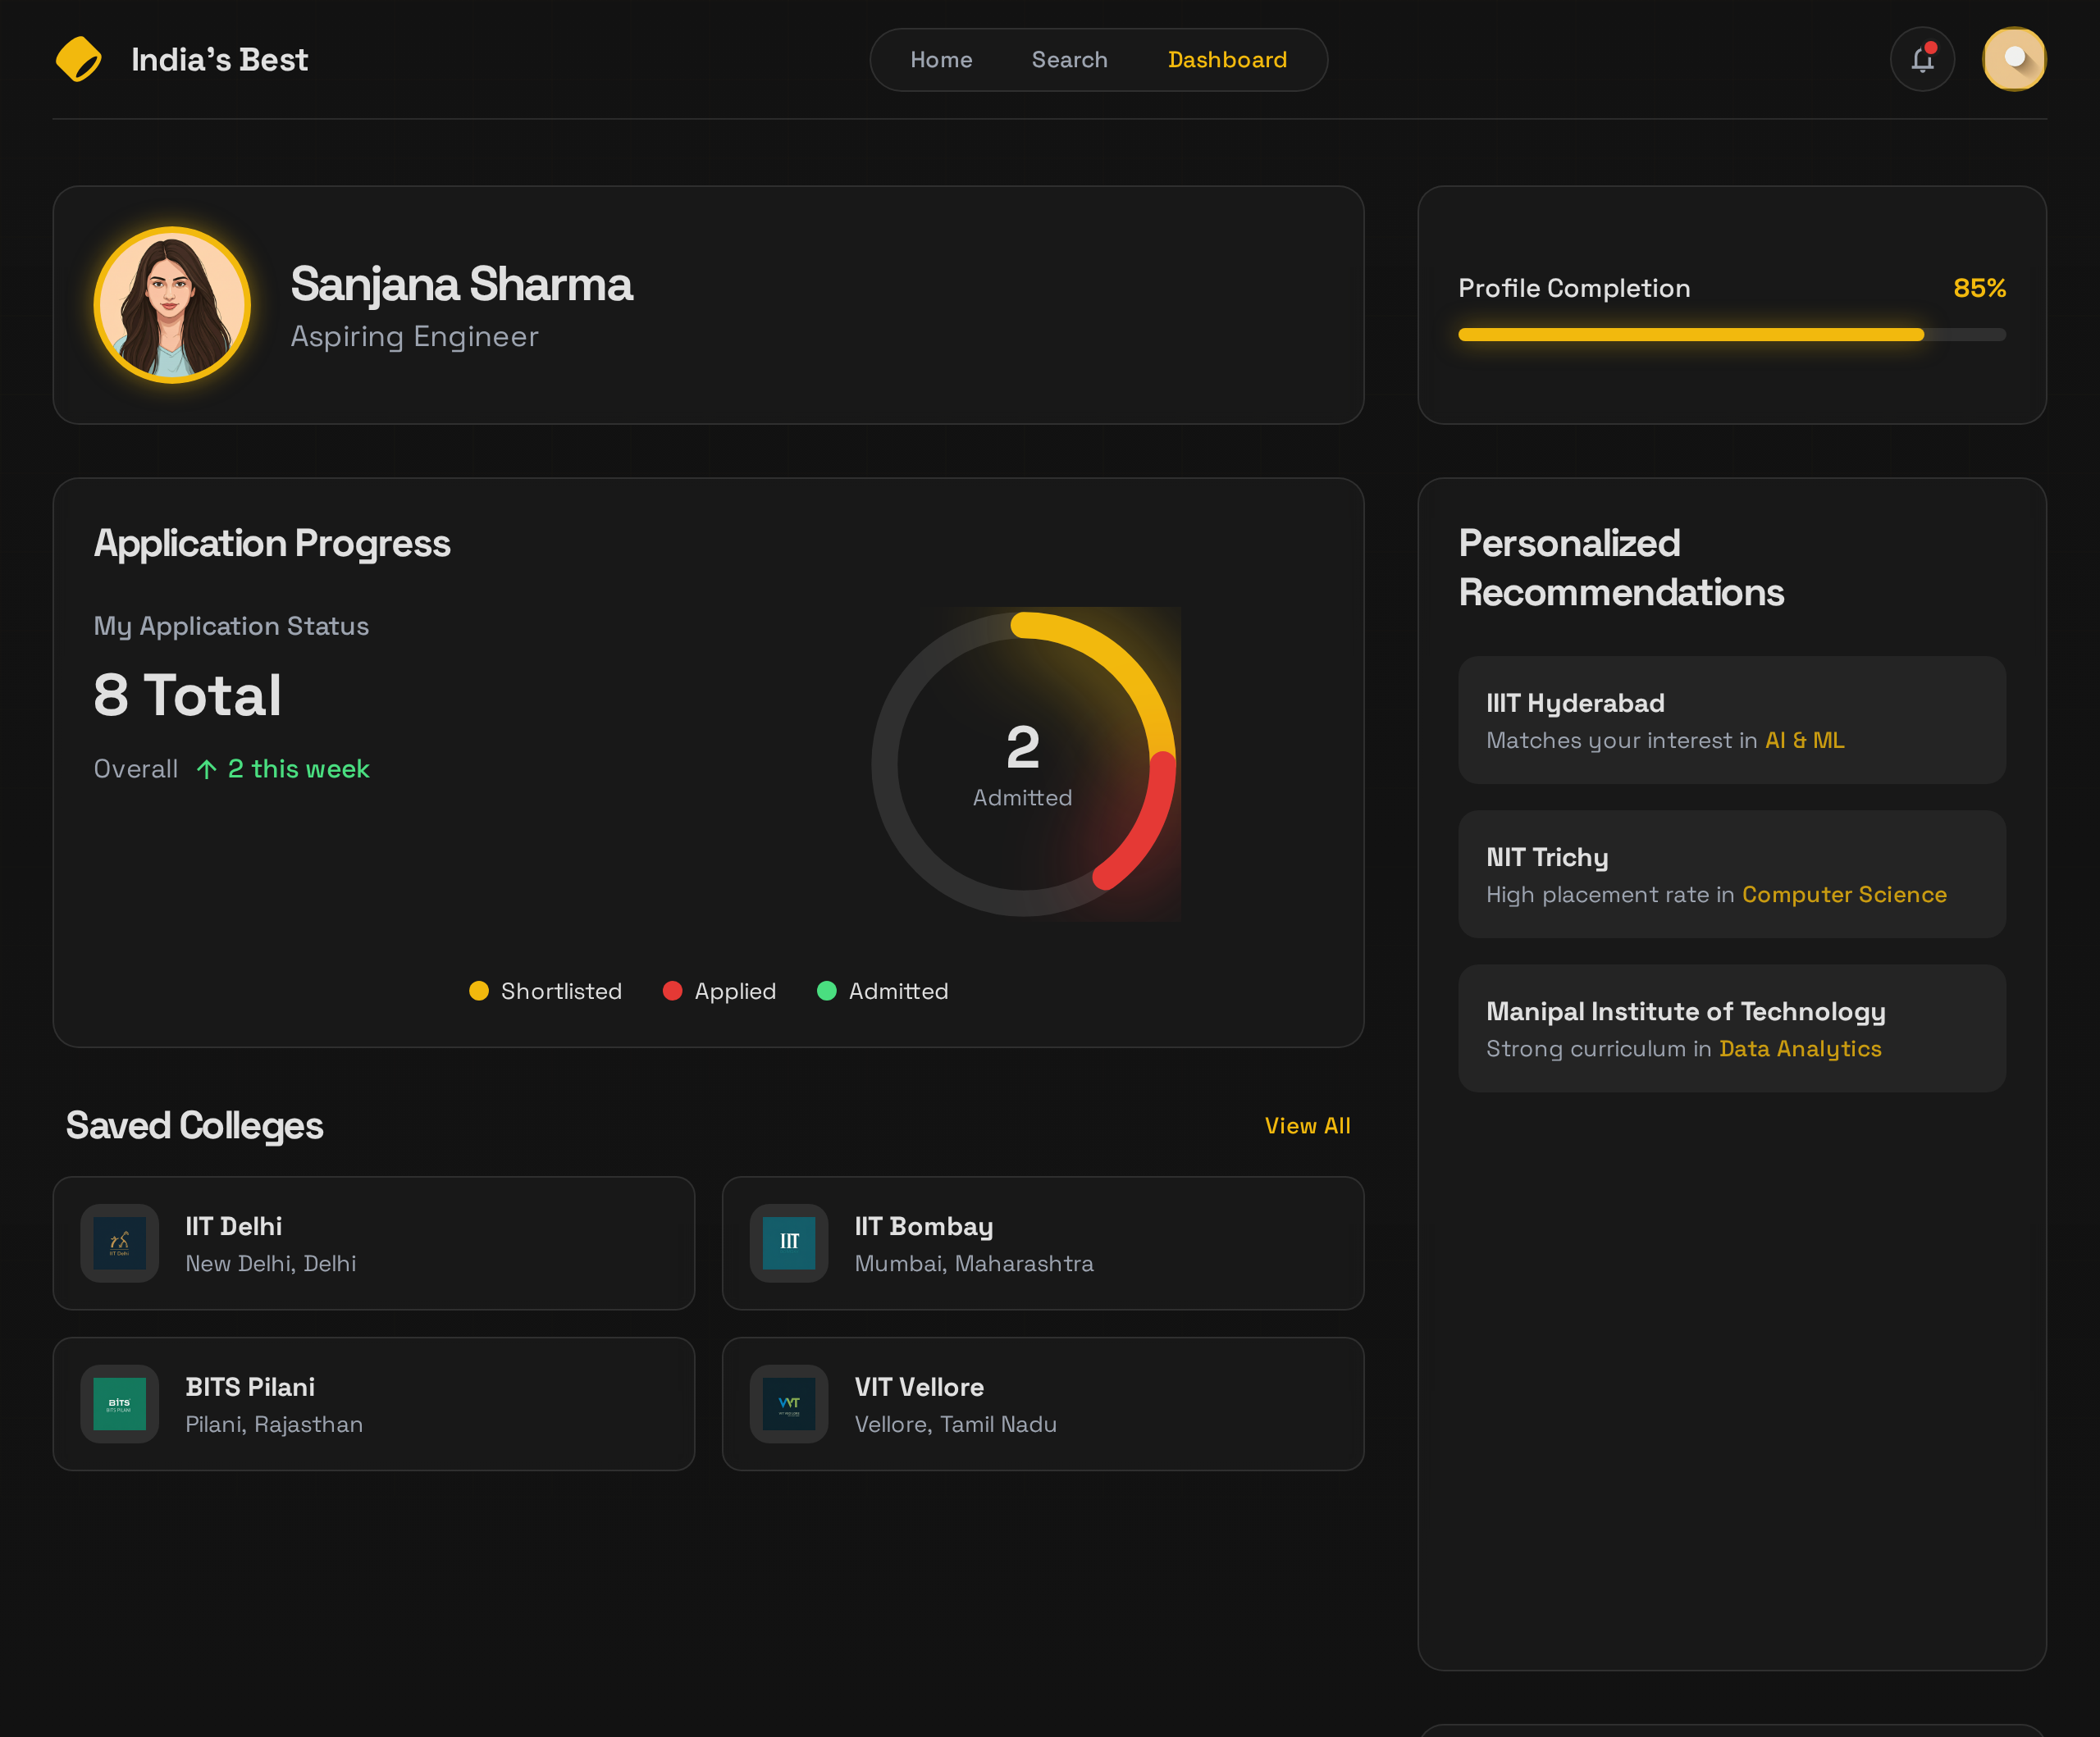 India's Best
Home
Search
Dashboard
Sanjana Sharma
Aspiring Engineer
Profile Completion
85%
Application Progress
My Application Status
8 Total
Overall ↑ 2 this week
2
Admitted
Shortlisted
Applied
Admitted
Personalized
Recommendations
IIIT Hyderabad
Matches your interest in AI & ML
NIT Trichy
High placement rate in Computer Science
Manipal Institute of Technology
Strong curriculum in Data Analytics
Saved Colleges
View All
IIT Delhi
IIT Delhi
New Delhi, Delhi
IIT
IIT Bombay
Mumbai, Maharashtra
BITS
BITS PILANI
BITS Pilani
Pilani, Rajasthan
VIT Vellore
Vellore, Tamil Nadu